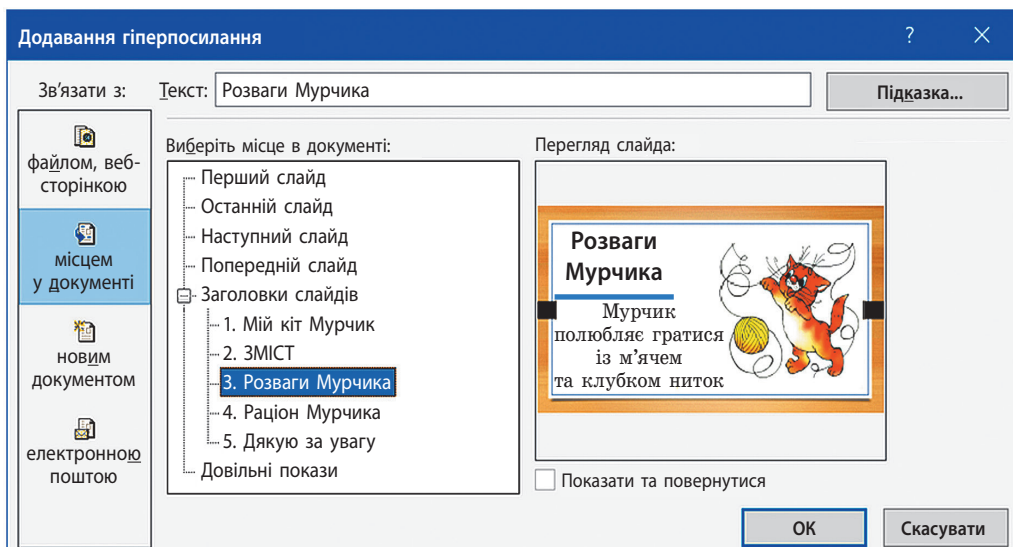 Додавання гіперпосилання
?
Зв'язати з:
Текст: Розваги Мурчика
Підказка...
файлом, веб-
сторінкою
місцем
у документі
новим
документом
електронною
поштою
Виберіть місце в документі:
Перший слайд
Останній слайд
Наступний слайд
Попередній слайд
Заголовки слайдів
1. Мій кіт Мурчик
2. ЗМІСТ
3. Розваги Мурчика
4. Раціон Мурчика
5. Дякую за увагу
Довільні покази
Перегляд слайда:
Розваги
Мурчика
Мурчик
полюбляє гратися
із м'ячем
та клубком ниток
Показати та повернутися
ОК
Скасувати